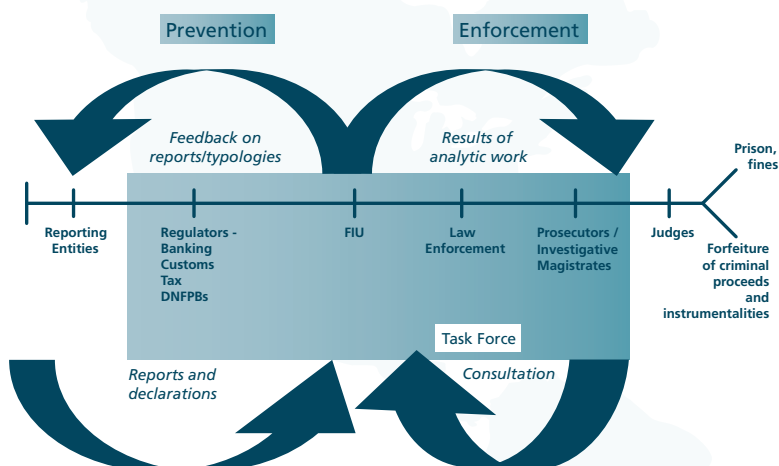 Prevention
Enforcement
Feedback on
reports/typologies
Results of
analytic work
Prison,
fines
Reporting
Entities
Regulators -
Banking
Customs
Tax
DNFPBs
FIU
Law
Enforcement
Prosecutors /
Investigative
Magistrates
Judges
Forfeiture
of criminal
proceeds
and
instrumentalities
Task Force
Reports and
declarations
Consultation